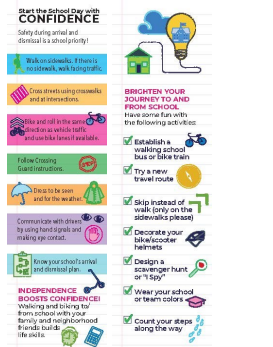 Start the School Day with
CONFIDENCE
Safety during arrival and
dismissal is a school priority!
Walk on sidewalks. If there is
no sidewalk, walk facing traffic.
Cross streets using crosswalks
and at intersections.
Bike and roll in the same
direction as vehicle traffic
and use bike lanes if available.
Follow Crossing
Guard instructions.
STOP
Dress to be seen
and for the weather.
Communicate with drivers
by using hand signals and
making eye contact.
Know your school's arrival
and dismissal plan.
INDEPENDENCE
BOOSTS CONFIDENCE!
Walking and biking to/
from school with your
family and neighborhood
friends builds
life skills.
BRIGHTEN YOUR
JOURNEY TO AND
FROM SCHOOL
Have some fun with
the following activities:
Establish a
walking school
bus or bike train
Try a new
travel route
Skip instead of
walk (only on the
sidewalks please)
Decorate your
bike/scooter
helmets
Design a
scavenger hunt
or "I Spy"
Wear your school
or team colors
Count your steps
along the way